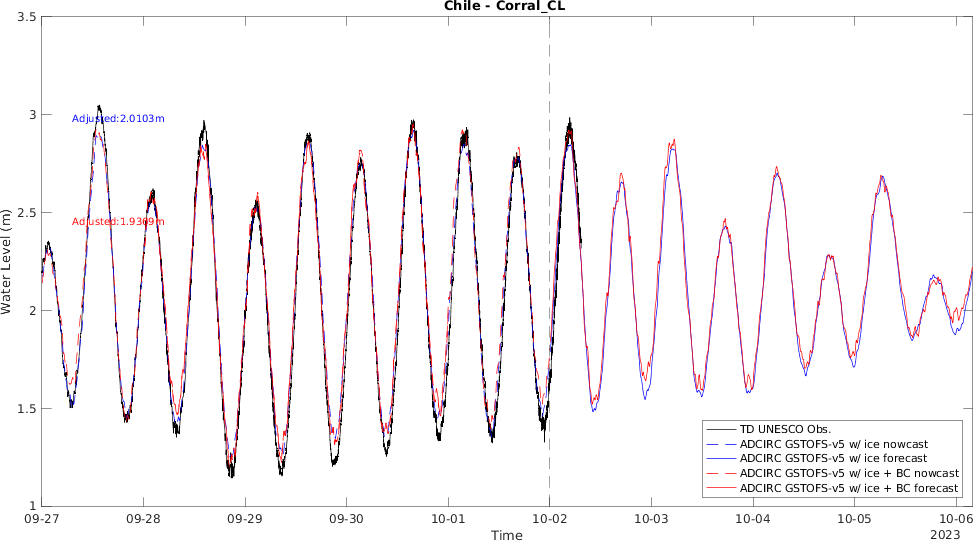 Chile - Corral_CL
3.5
3
2.5
2
1.5
1
Water Level (m)
Adjusted:2.0103m
Adjusted:1.9369m
TD UNESCO Obs.
ADCIRC GSTOFS-v5 w/ ice nowcast
ADCIRC GSTOFS-v5 w/ ice forecast
ADCIRC GSTOFS-v5 w/ ice + BC nowcast
ADCIRC GSTOFS-v5 w/ ice + BC forecast
09-27 09-28 09-29 09-30 10-01 10-02 10-03 10-04 10-05 10-06
Time 2023